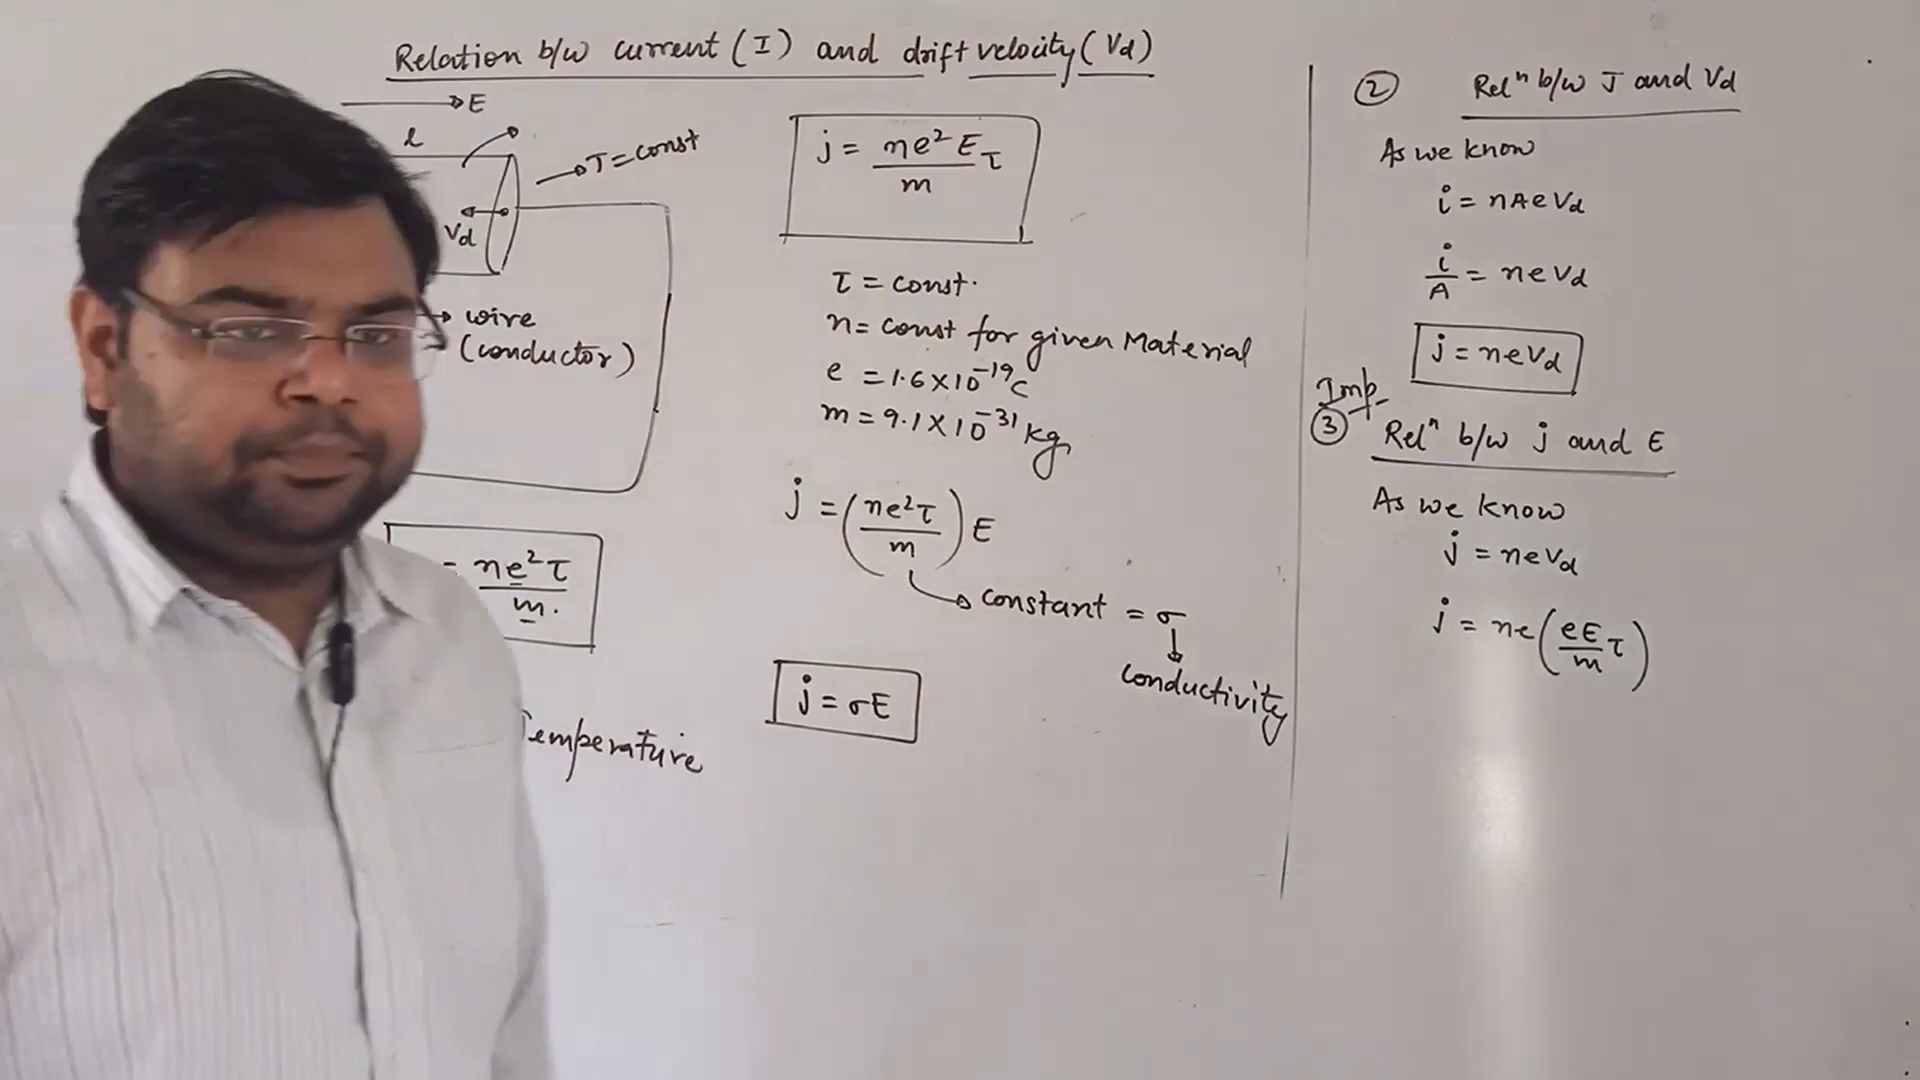 Relation b/w current (I) and drift velocity (Vd)
E
l
T = const
Vd
wire
(conductor)
= ne²τ / m.
Temperature
j = ne²E τ / m
τ = const.
n = const for given Material
e = 1.6 × 10⁻¹⁹ C
m = 9.1 × 10⁻³¹ kg
j = (ne²τ / m) E
constant = σ
conductivity
j = σE
② Relⁿ b/w J and Vd
As we know
i = nAeVd
i / A = neVd
j = neVd
Imp.
③ Relⁿ b/w j and E
As we know
j = neVd
j = ne (eE / m τ)